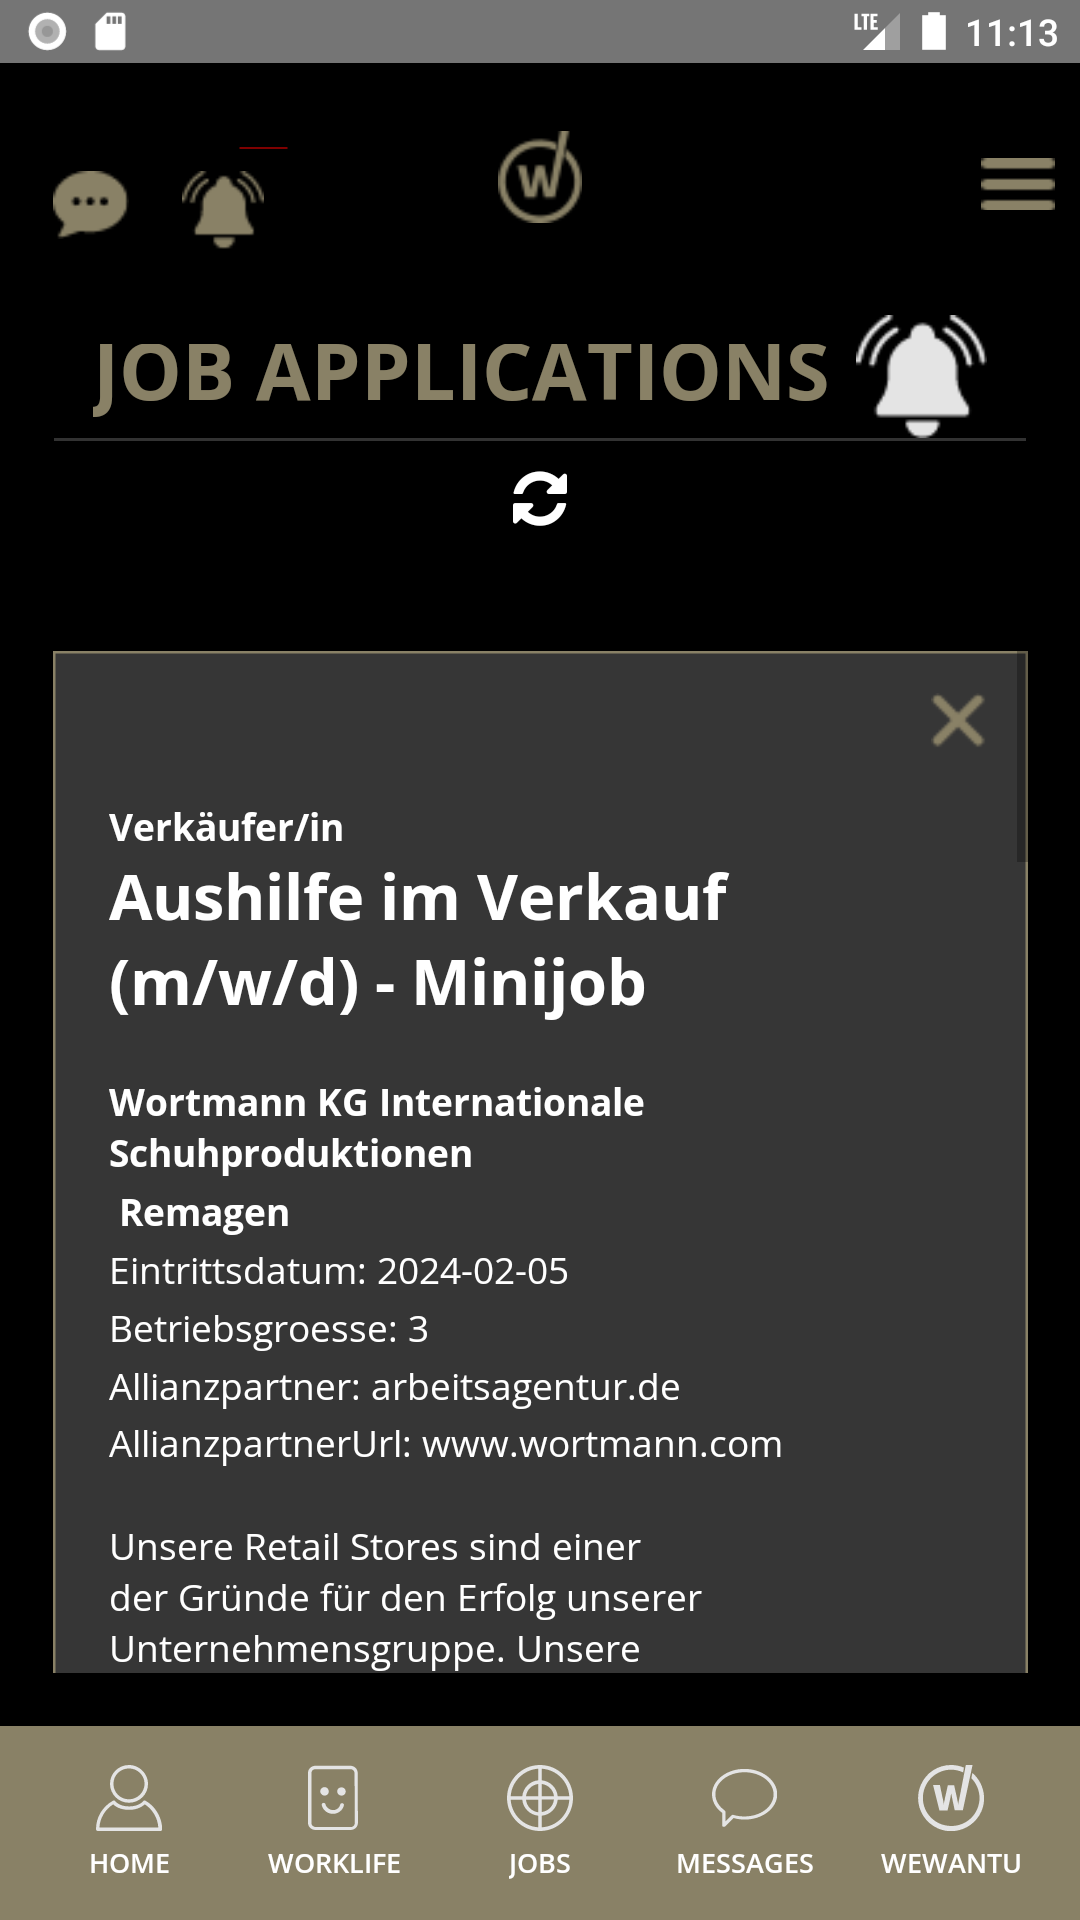 LTE 11:13
W
JOB APPLICATIONS
Verkäufer/in
Aushilfe im Verkauf
(m/w/d) - Minijob
Wortmann KG Internationale
Schuhproduktionen
Remagen
Eintrittsdatum: 2024-02-05
Betriebsgroesse: 3
Allianzpartner: arbeitsagentur.de
AllianzpartnerUrl: www.wortmann.com
Unsere Retail Stores sind einer
der Gründe für den Erfolg unserer
Unternehmensgruppe. Unsere
W
HOME WORKLIFE JOBS MESSAGES WEWANTU